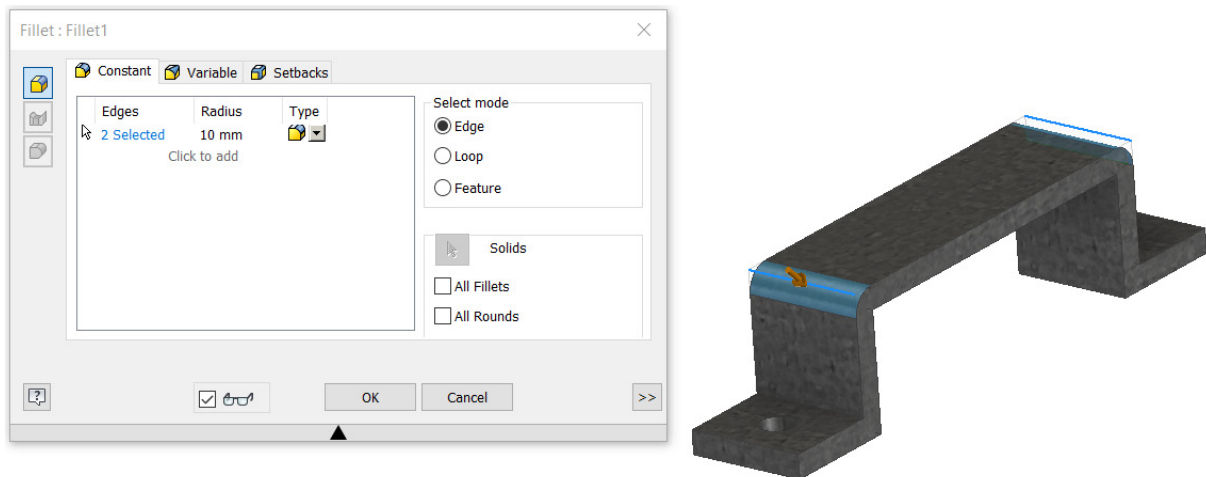 Fillet : Fillet1
Constant Variable Setbacks
Edges Radius Type
2 Selected 10 mm
Click to add
Select mode
Edge
Loop
Feature
Solids
All Fillets
All Rounds
?
OK Cancel >>